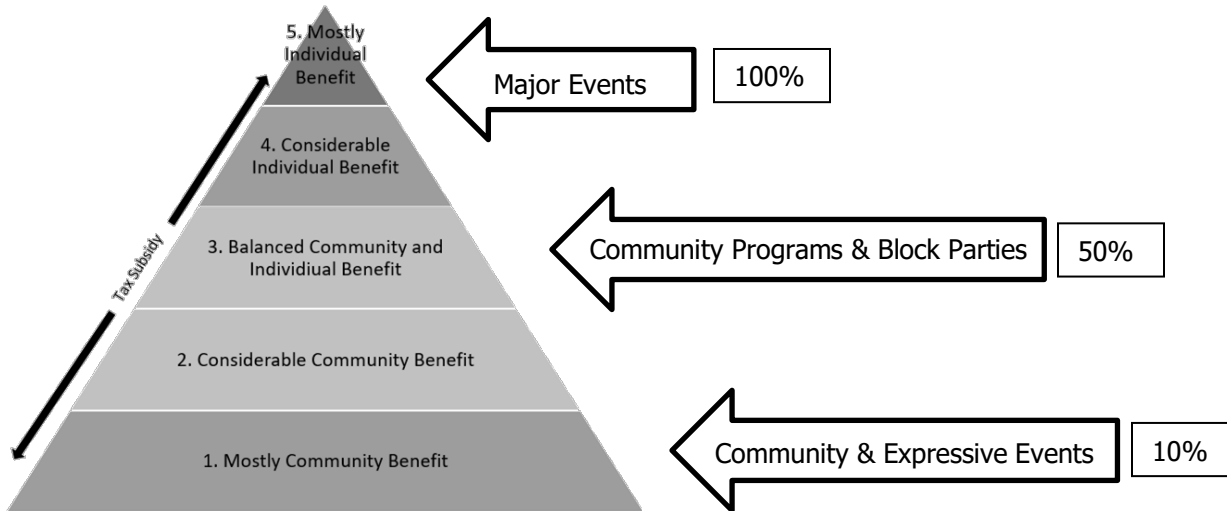 5. Mostly
Individual
Benefit
Major Events
100%
4. Considerable
Individual Benefit
Tax Subsidy
3. Balanced Community and
Individual Benefit
Community Programs & Block Parties
50%
2. Considerable Community Benefit
1. Mostly Community Benefit
Community & Expressive Events
10%